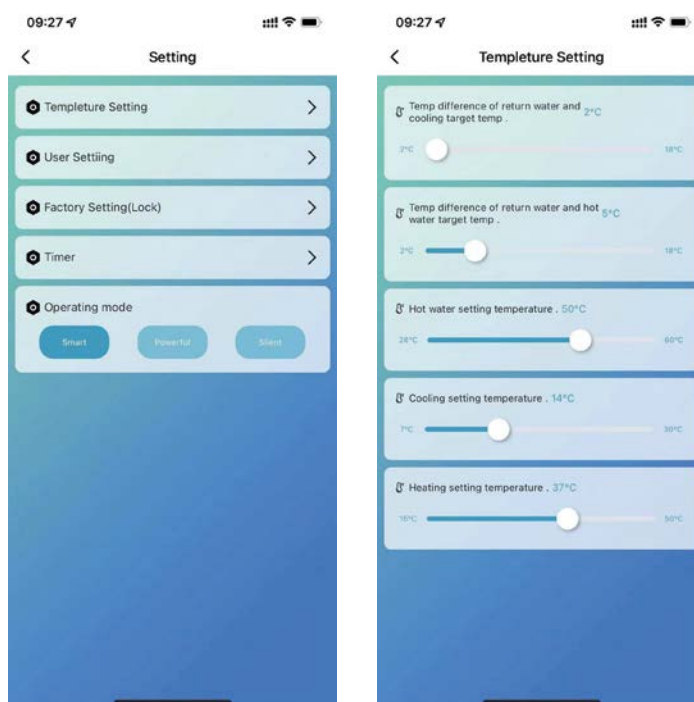 09:27
Setting
Templeture Setting
User Settiing
Factory Setting(Lock)
Timer
Operating mode
Smart Powerful Slient
09:27
Templeture Setting
Temp difference of return water and
cooling target temp . 2°C
2°C 18°C
Temp difference of return water and hot
water target temp . 5°C
2°C 18°C
Hot water setting temperature . 50°C
28°C 60°C
Cooling setting temperature . 14°C
7°C 30°C
Heating setting temperature . 37°C
15°C 50°C